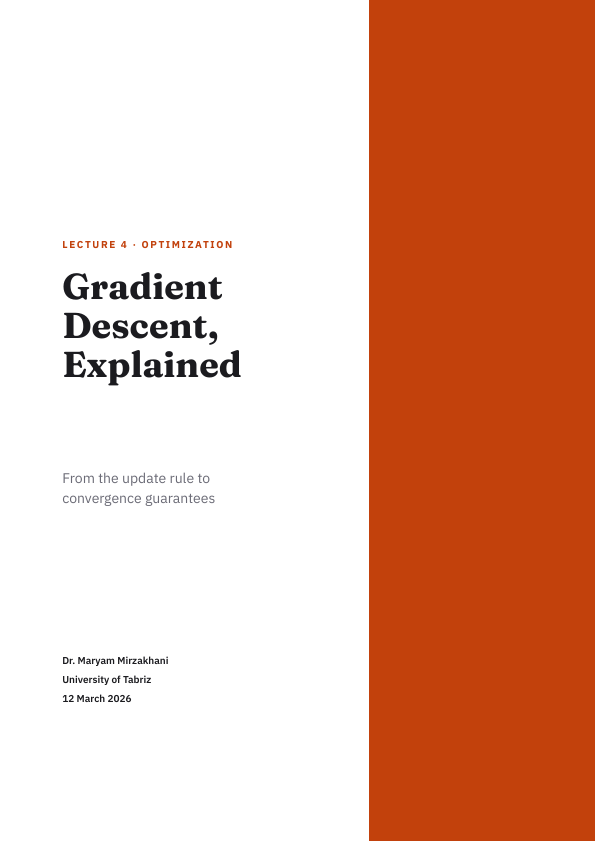 LECTURE 4 · OPTIMIZATION
Gradient
Descent,
Explained
From the update rule to
convergence guarantees
Dr. Maryam Mirzakhani
University of Tabriz
12 March 2026